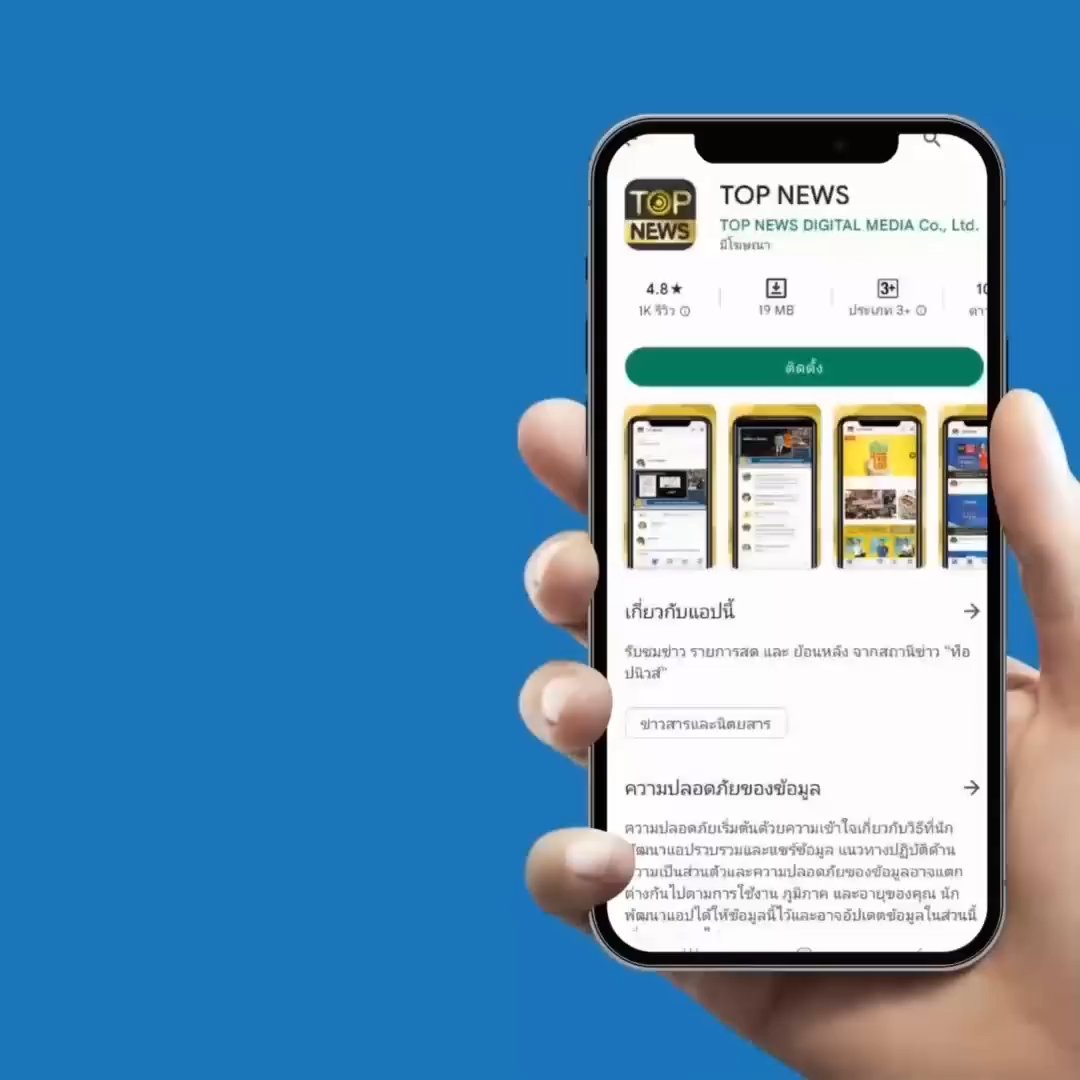 TOP
NEWS
TOP NEWS
TOP NEWS DIGITAL MEDIA Co., Ltd.
มีโฆษณา
4.8★
1K รีวิว
19 MB
3+
ประเภท 3+
10
ติดตั้ง
เกี่ยวกับแอปนี้
รับชมข่าว รายการสด และ ย้อนหลัง จากสถานีข่าว "ท็อ
ปนิวส์"
ข่าวสารและนิตยสาร
ความปลอดภัยของข้อมูล
ความปลอดภัยเริ่มต้นด้วยความเข้าใจเกี่ยวกับวิธีที่นัก
พัฒนาแอปรวบรวมและแชร์ข้อมูล แนวทางปฏิบัติด้าน
ความเป็นส่วนตัวและความปลอดภัยของข้อมูลอาจแตก
ต่างกันไปตามการใช้งาน ภูมิภาค และอายุของคุณ นัก
พัฒนาแอปได้ให้ข้อมูลนี้ไว้และอาจอัปเดตข้อมูลในส่วนนี้